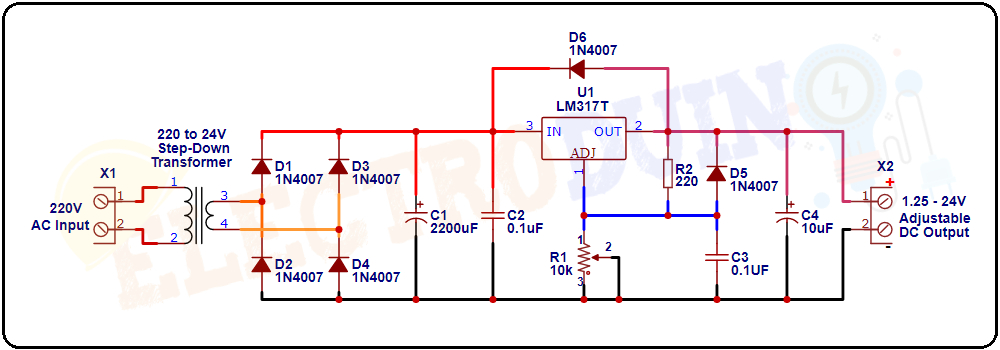 D6
1N4007
U1
LM317T
3 IN OUT 2
ADJ
1
220 to 24V
Step-Down
Transformer
X1
1
2
220V
AC Input
1
2
3
4
D1
1N4007
D3
1N4007
D2
1N4007
D4
1N4007
C1
2200uF
C2
0.1uF
R2
220
D5
1N4007
R1
10k
1
2
3
C3
0.1UF
C4
10uF
X2
+
1
2
-
1.25 - 24V
Adjustable
DC Output
ELECTRODUINO